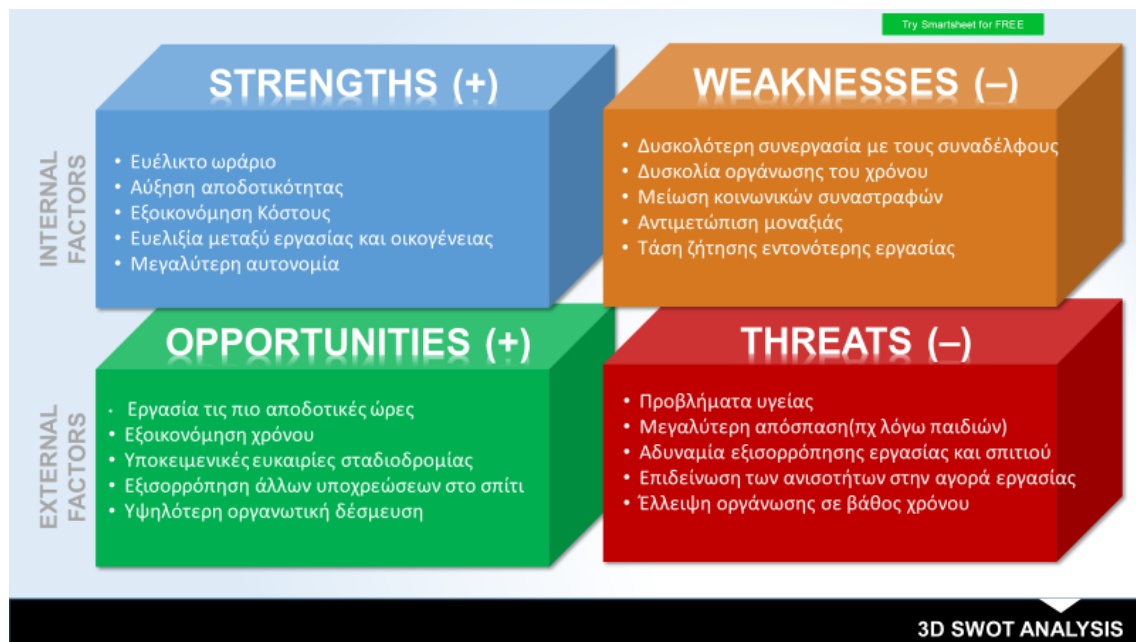 Try Smartsheet for FREE
INTERNAL
FACTORS
STRENGTHS (+)
• Ευέλικτο ωράριο
• Αύξηση αποδοτικότητας
• Εξοικονόμηση Κόστους
• Ευελιξία μεταξύ εργασίας και οικογένειας
• Μεγαλύτερη αυτονομία
WEAKNESSES (–)
• Δυσκολότερη συνεργασία με τους συναδέλφους
• Δυσκολία οργάνωσης του χρόνου
• Μείωση κοινωνικών συναστραφών
• Αντιμετώπιση μοναξιάς
• Τάση ζήτησης εντονότερης εργασίας
EXTERNAL
FACTORS
OPPORTUNITIES (+)
• Εργασία τις πιο αποδοτικές ώρες
• Εξοικονόμηση χρόνου
• Υποκειμενικές ευκαιρίες σταδιοδρομίας
• Εξισορρόπηση άλλων υποχρεώσεων στο σπίτι
• Υψηλότερη οργανωτική δέσμευση
THREATS (–)
• Προβλήματα υγείας
• Μεγαλύτερη απόσπαση(πχ λόγω παιδιών)
• Αδυναμία εξισορρόπησης εργασίας και σπιτιού
• Επιδείνωση των ανισοτήτων στην αγορά εργασίας
• Έλλειψη οργάνωσης σε βάθος χρόνου
3D SWOT ANALYSIS